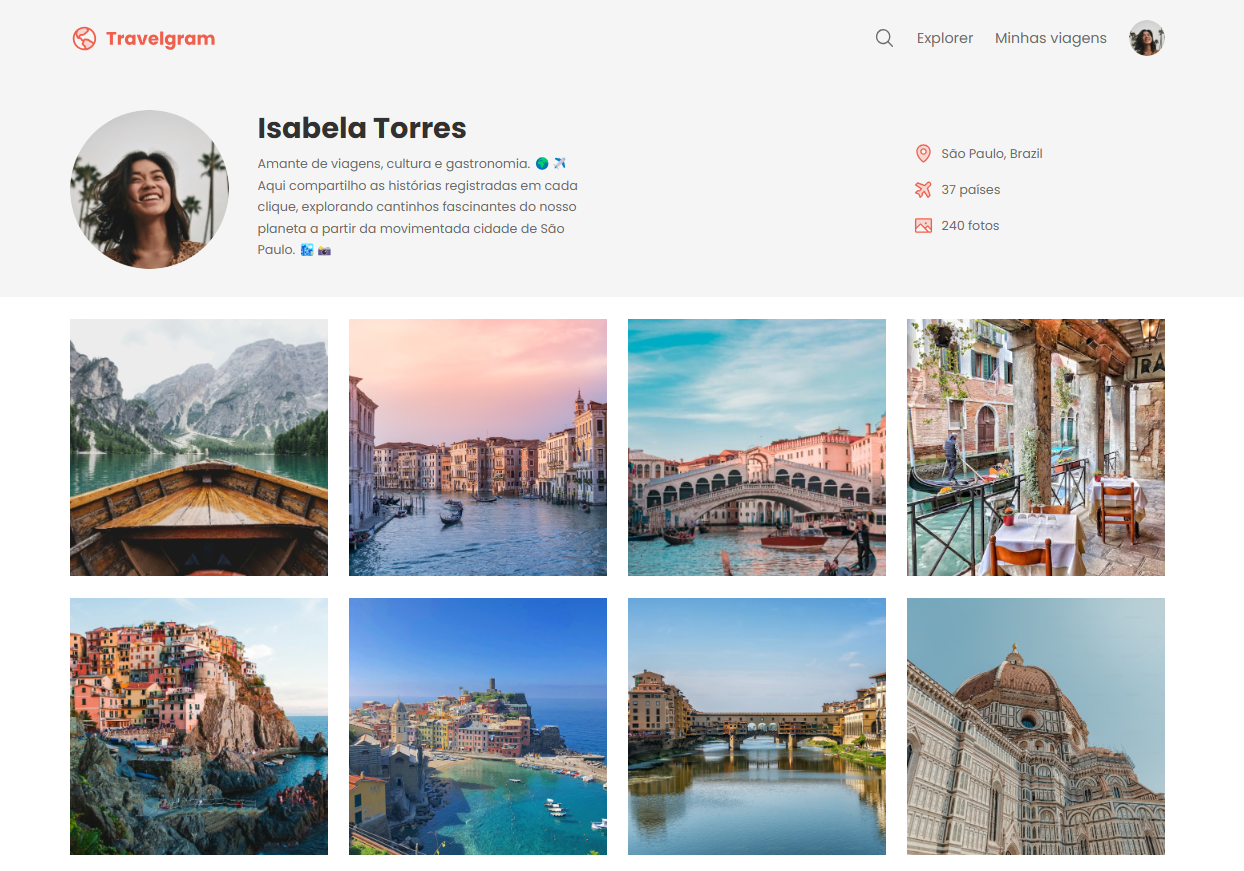 Travelgram
Explorer
Minhas viagens
Isabela Torres
Amante de viagens, cultura e gastronomia. 🌍 ✈️
Aqui compartilho as histórias registradas em cada
clique, explorando cantinhos fascinantes do nosso
planeta a partir da movimentada cidade de São
Paulo. 🏙️ 📸
São Paulo, Brazil
37 países
240 fotos
TRA